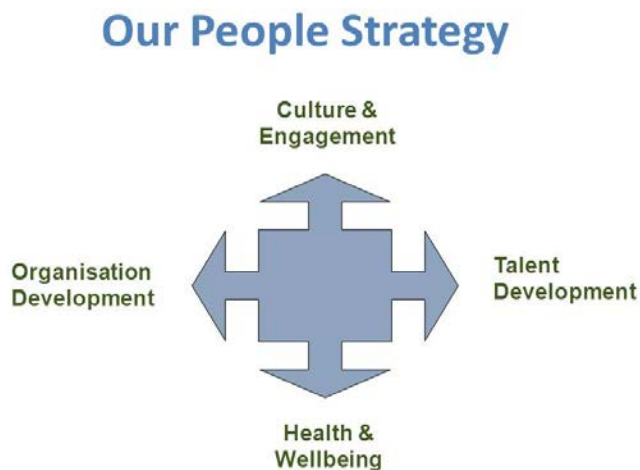 Our People Strategy
Culture &
Engagement
Organisation
Development
Talent
Development
Health &
Wellbeing